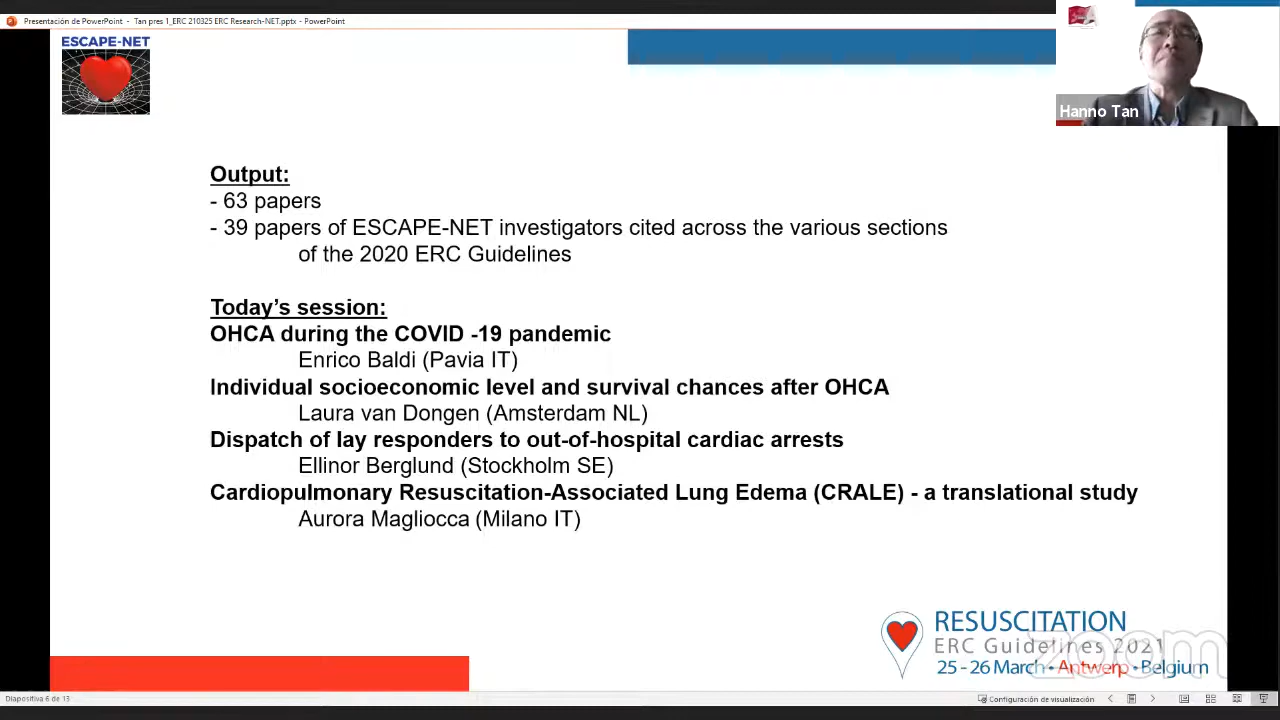 Presentación de PowerPoint - Tan pres 1_ERC 210325 ERC Research-NET.pptx - PowerPoint
ESCAPE-NET
Hanno Tan
Output:
- 63 papers
- 39 papers of ESCAPE-NET investigators cited across the various sections
of the 2020 ERC Guidelines
Today's session:
OHCA during the COVID -19 pandemic
Enrico Baldi (Pavia IT)
Individual socioeconomic level and survival chances after OHCA
Laura van Dongen (Amsterdam NL)
Dispatch of lay responders to out-of-hospital cardiac arrests
Ellinor Berglund (Stockholm SE)
Cardiopulmonary Resuscitation-Associated Lung Edema (CRALE) - a translational study
Aurora Magliocca (Milano IT)
RESUSCITATION
ERC Guidelines 2021
zoom
25 - 26 March • Antwerp • Belgium
Diapositiva 6 de 13
Configuración de visualización